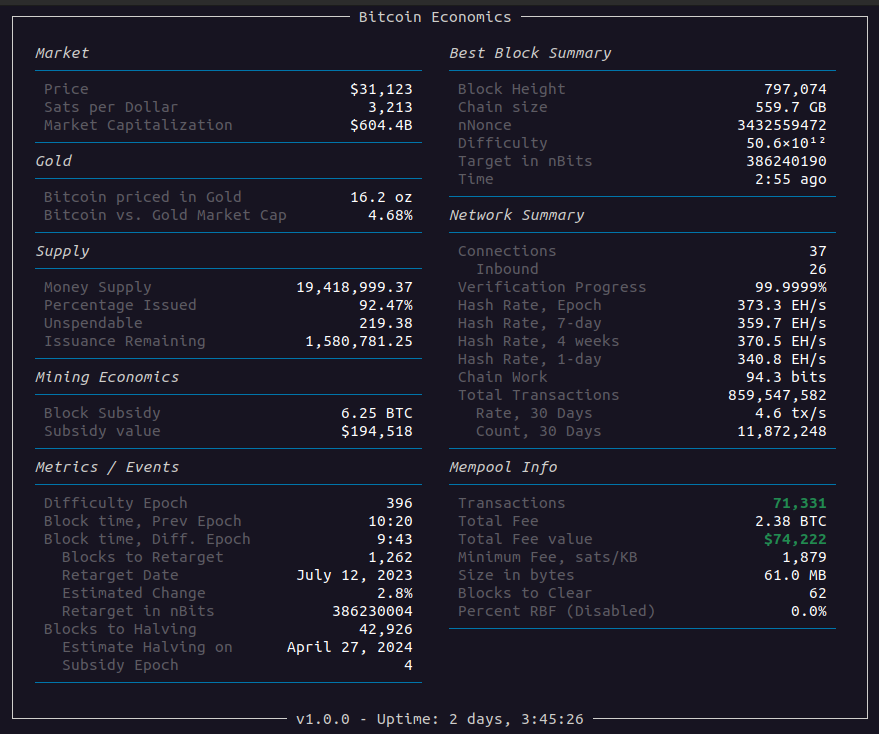 Bitcoin Economics
Market
Price $31,123
Sats per Dollar 3,213
Market Capitalization $604.4B
Gold
Bitcoin priced in Gold 16.2 oz
Bitcoin vs. Gold Market Cap 4.68%
Supply
Money Supply 19,418,999.37
Percentage Issued 92.47%
Unspendable 219.38
Issuance Remaining 1,580,781.25
Mining Economics
Block Subsidy 6.25 BTC
Subsidy value $194,518
Metrics / Events
Difficulty Epoch 396
Block time, Prev Epoch 10:20
Block time, Diff. Epoch 9:43
Blocks to Retarget 1,262
Retarget Date July 12, 2023
Estimated Change 2.8%
Retarget in nBits 386230004
Blocks to Halving 42,926
Estimate Halving on April 27, 2024
Subsidy Epoch 4
Best Block Summary
Block Height 797,074
Chain size 559.7 GB
nNonce 3432559472
Difficulty 50.6×10¹²
Target in nBits 386240190
Time 2:55 ago
Network Summary
Connections 37
Inbound 26
Verification Progress 99.9999%
Hash Rate, Epoch 373.3 EH/s
Hash Rate, 7-day 359.7 EH/s
Hash Rate, 4 weeks 370.5 EH/s
Hash Rate, 1-day 340.8 EH/s
Chain Work 94.3 bits
Total Transactions 859,547,582
Rate, 30 Days 4.6 tx/s
Count, 30 Days 11,872,248
Mempool Info
Transactions 71,331
Total Fee 2.38 BTC
Total Fee value $74,222
Minimum Fee, sats/KB 1,879
Size in bytes 61.0 MB
Blocks to Clear 62
Percent RBF (Disabled) 0.0%
v1.0.0 - Uptime: 2 days, 3:45:26